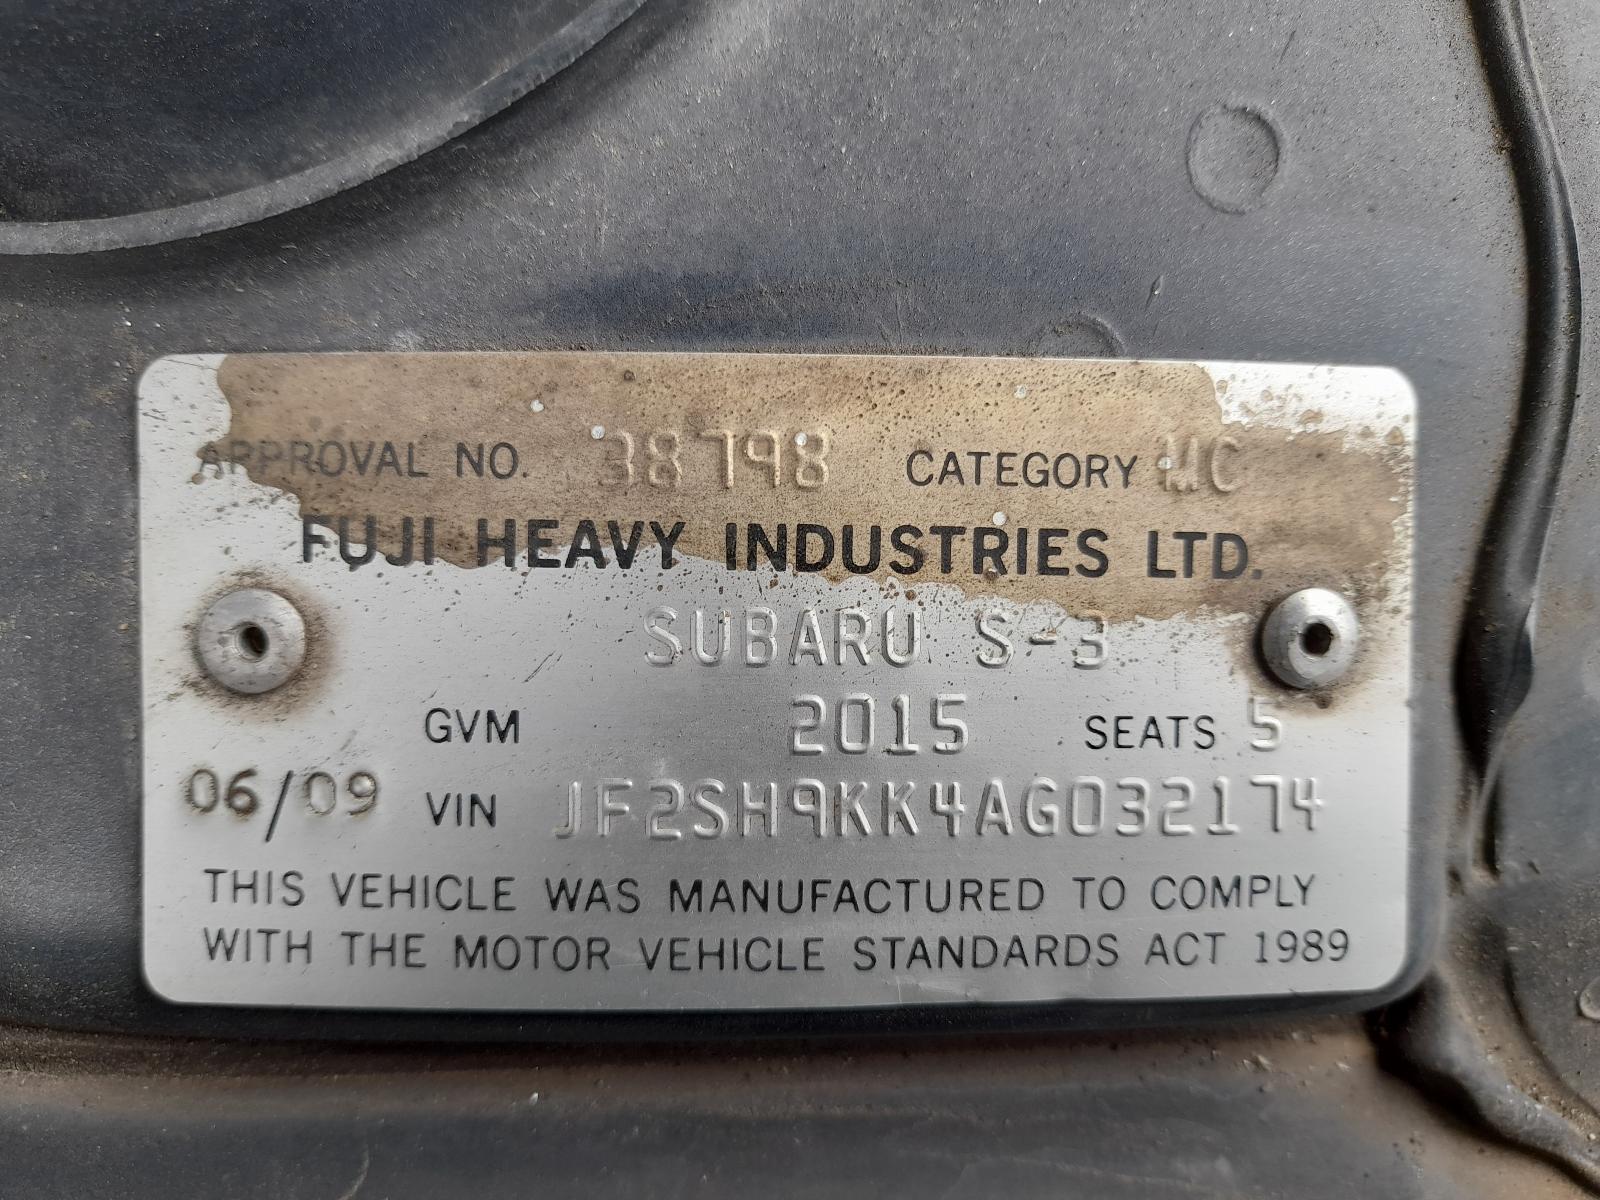 APPROVAL NO. 38798 CATEGORY MC
FUJI HEAVY INDUSTRIES LTD.
SUBARU S-3
GVM 2015 SEATS 5
06/09 VIN JF2SH9KK4AG032174
THIS VEHICLE WAS MANUFACTURED TO COMPLY
WITH THE MOTOR VEHICLE STANDARDS ACT 1989